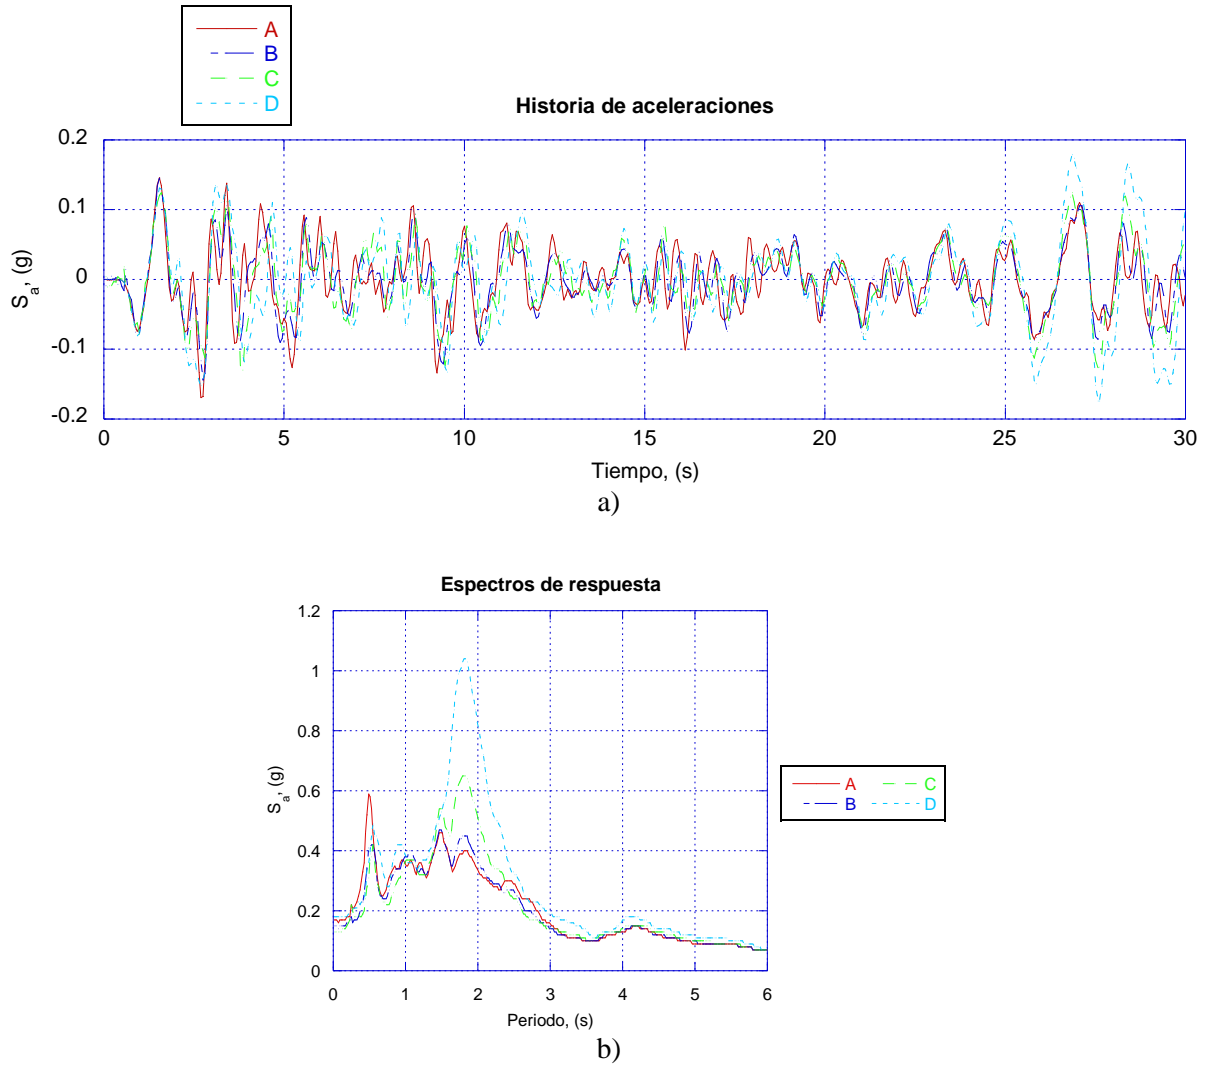 A
B
C
D
Historia de aceleraciones
0.2
0.1
0
-0.1
-0.2
Sa, (g)
0 5 10 15 20 25 30
Tiempo, (s)
a)
Espectros de respuesta
1.2
1
0.8
0.6
0.4
0.2
0
Sa, (g)
0 1 2 3 4 5 6
Periodo, (s)
A C
B D
b)